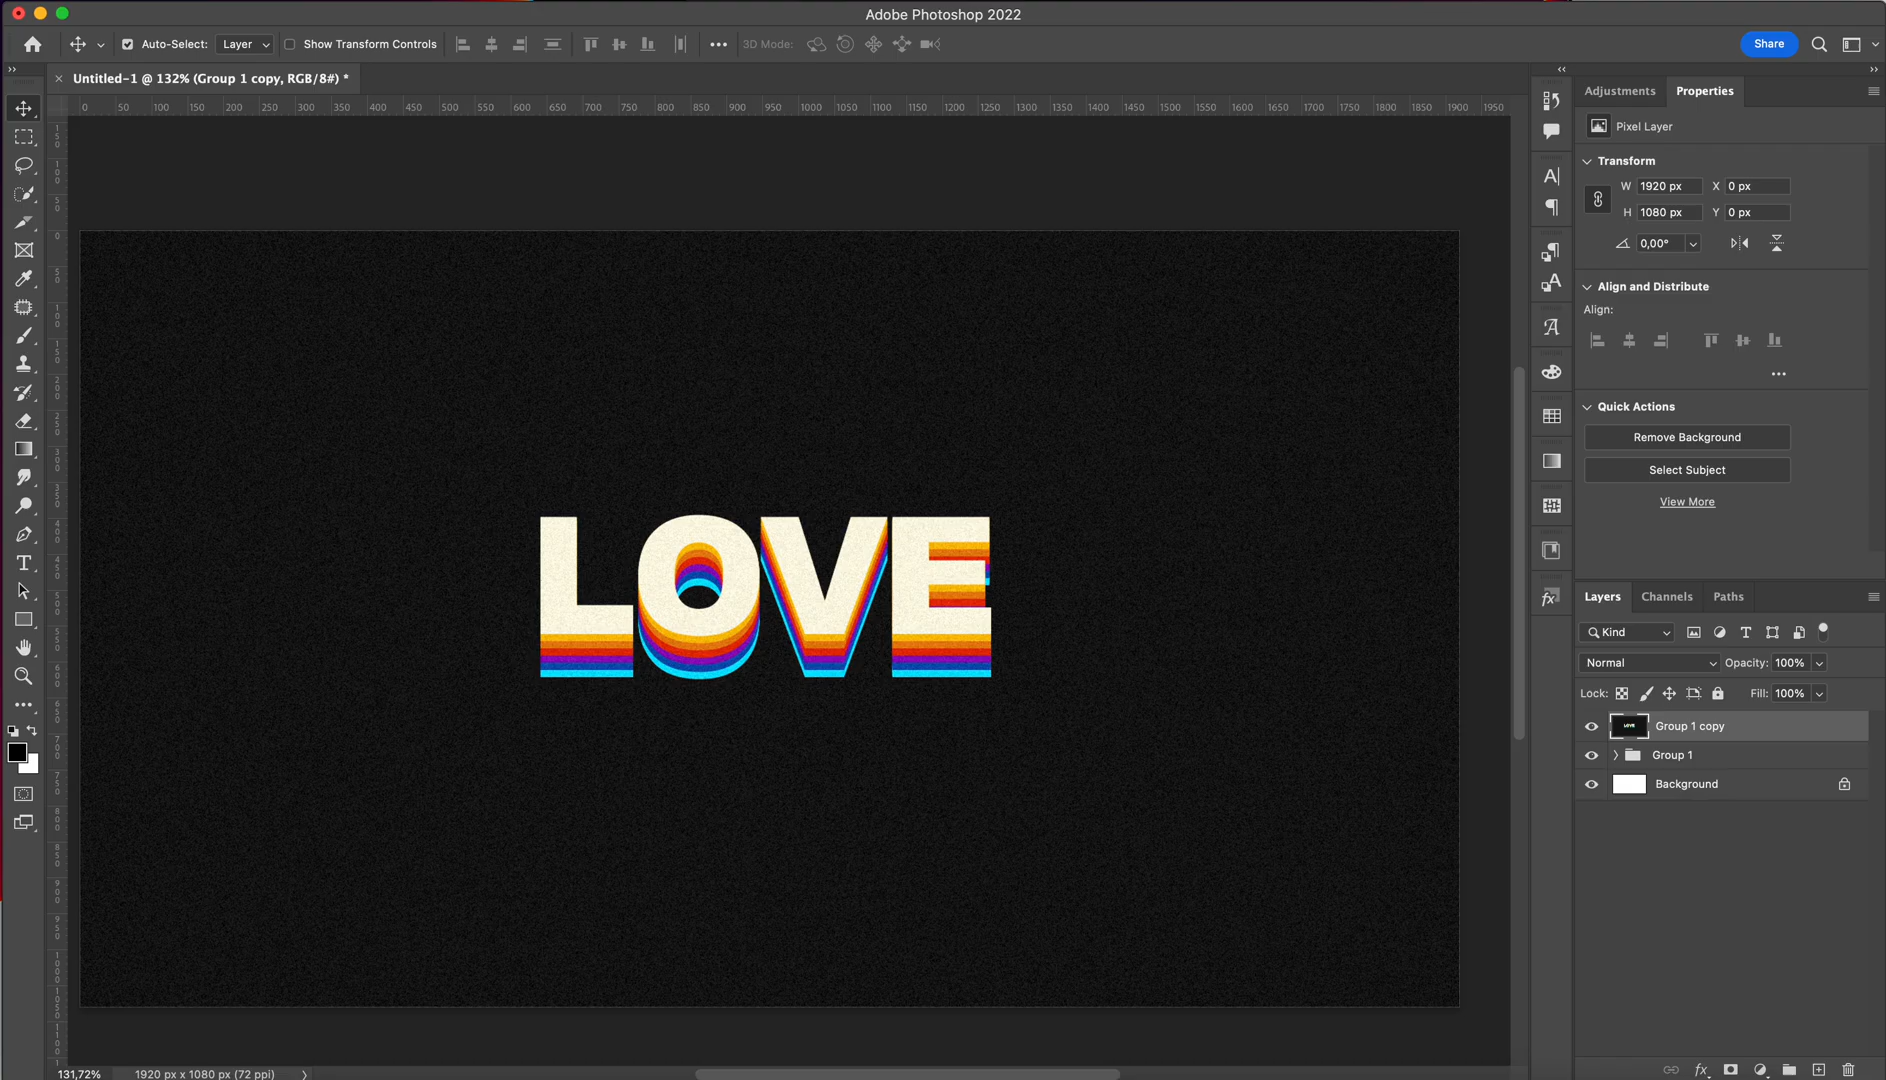 Adobe Photoshop 2022
Auto-Select: Layer Show Transform Controls 3D Mode: Share
Untitled-1 @ 132% (Group 1 copy, RGB/8#) *
0 50 100 150 200 250 300 350 400 450 500 550 600 650 700 750 800 850 900 950 1000 1050 1100 1150 1200 1250 1300 1350 1400 1450 1500 1550 1600 1650 1700 1750 1800 1850 1900 1950
Adjustments Properties
Pixel Layer
Transform
W 1920 px X 0 px
H 1080 px Y 0 px
0,00°
Align and Distribute
Align:
Quick Actions
Remove Background
Select Subject
View More
LOVE
Layers Channels Paths
Kind
Normal Opacity: 100%
Lock: Fill: 100%
LOVE Group 1 copy
Group 1
Background
131,72% 1920 px x 1080 px (72 ppi)